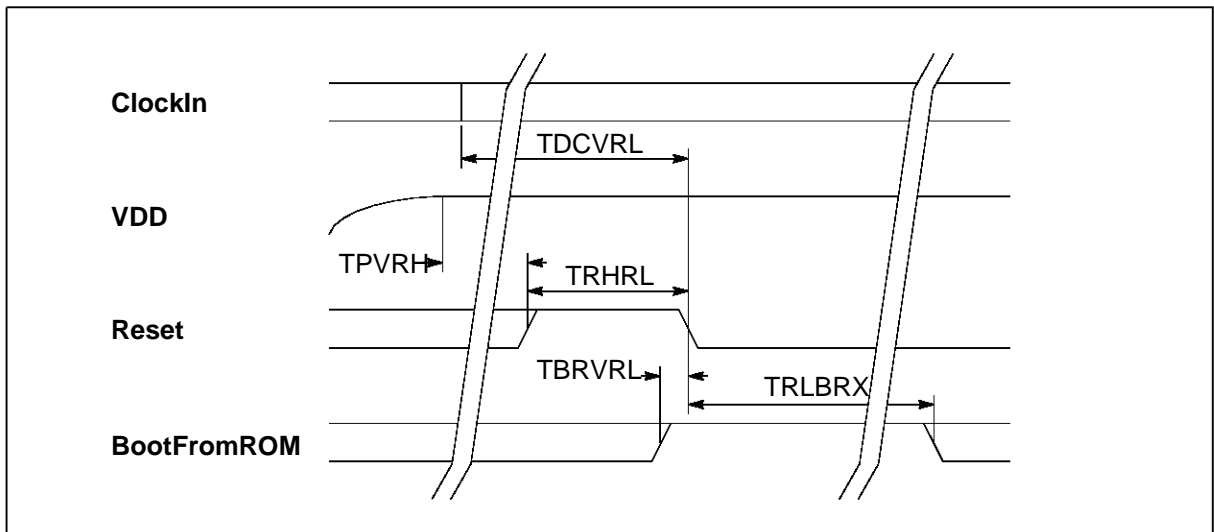 ClockIn
TDCVRL
VDD
TPVRH
TRHRL
Reset
TBRVRL
TRLBRX
BootFromROM